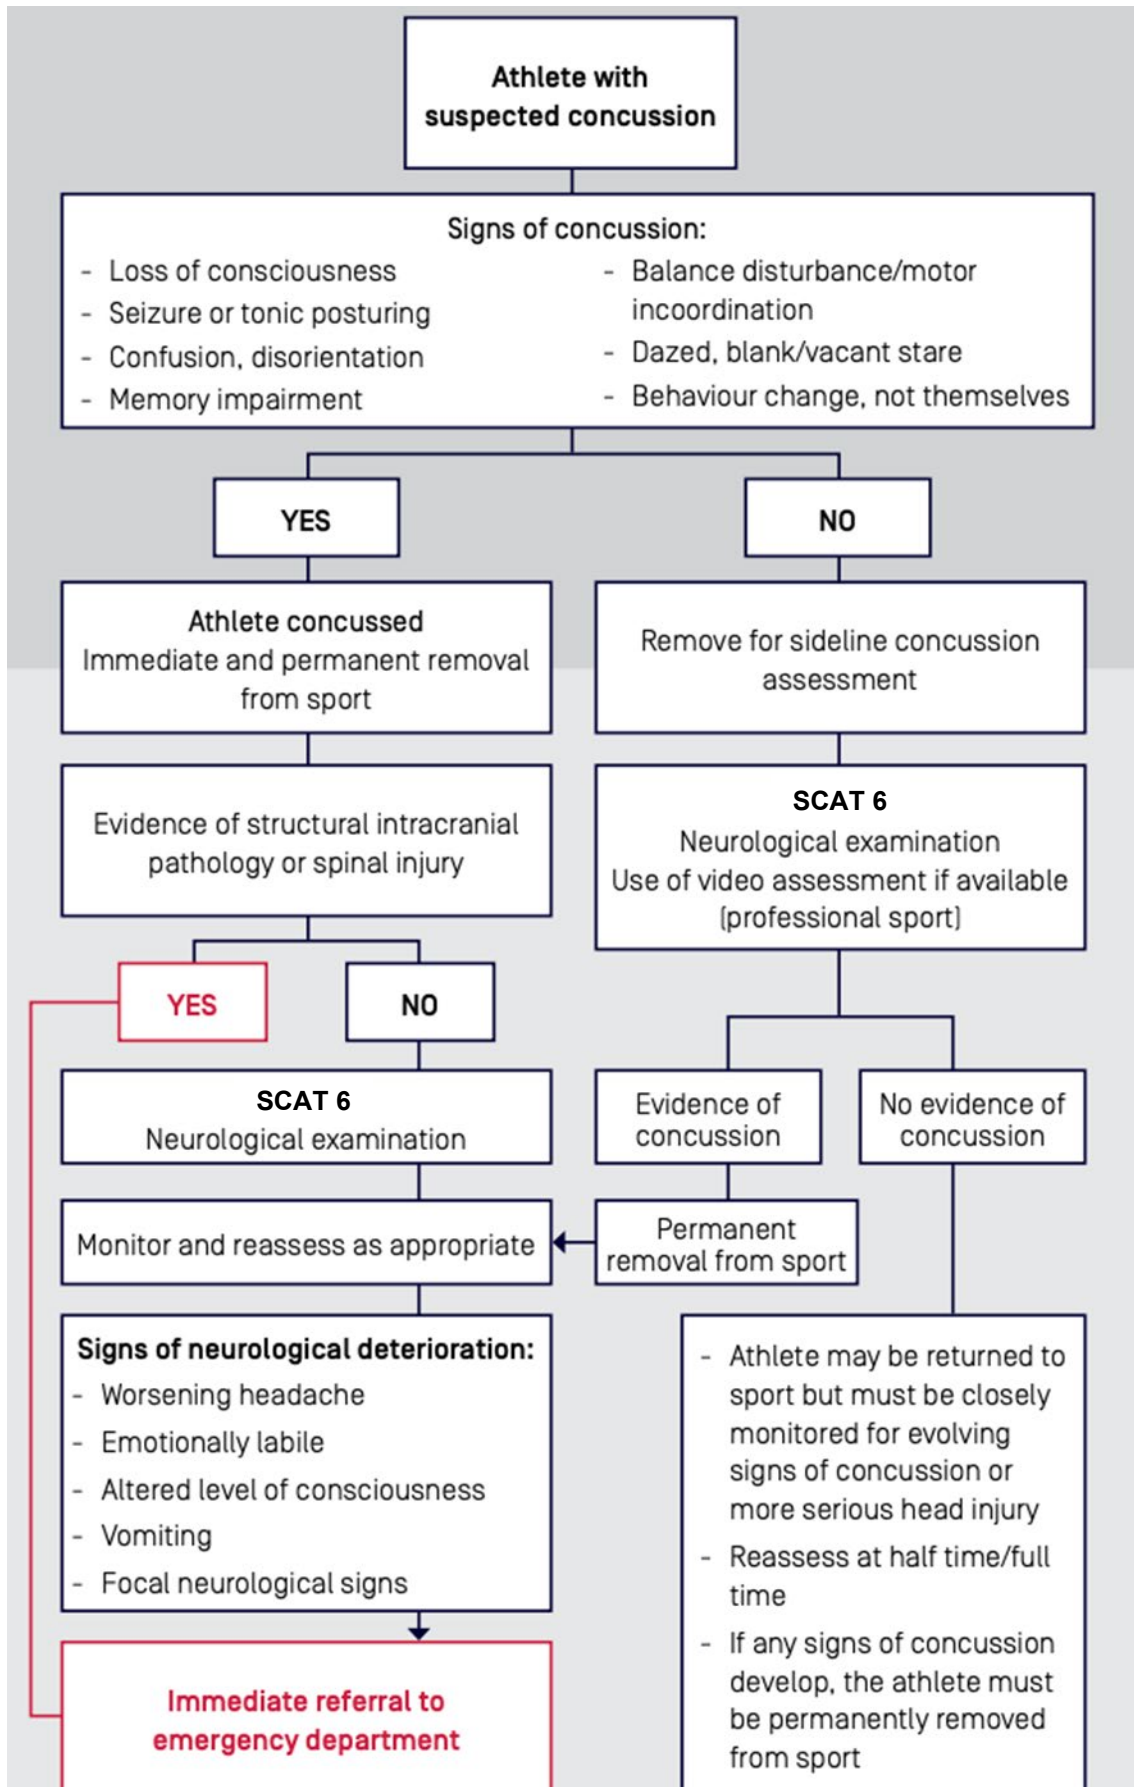 Athlete with
suspected concussion
Signs of concussion:
- Loss of consciousness
- Seizure or tonic posturing
- Confusion, disorientation
- Memory impairment
- Balance disturbance/motor
incoordination
- Dazed, blank/vacant stare
- Behaviour change, not themselves
YES
NO
Athlete concussed
Immediate and permanent removal
from sport
Remove for sideline concussion
assessment
Evidence of structural intracranial
pathology or spinal injury
SCAT 6
Neurological examination
Use of video assessment if available
(professional sport)
YES
NO
SCAT 6
Neurological examination
Evidence of
concussion
No evidence of
concussion
Monitor and reassess as appropriate
Permanent
removal from sport
Signs of neurological deterioration:
- Worsening headache
- Emotionally labile
- Altered level of consciousness
- Vomiting
- Focal neurological signs
- Athlete may be returned to
sport but must be closely
monitored for evolving
signs of concussion or
more serious head injury
- Reassess at half time/full
time
- If any signs of concussion
develop, the athlete must
be permanently removed
from sport
Immediate referral to
emergency department